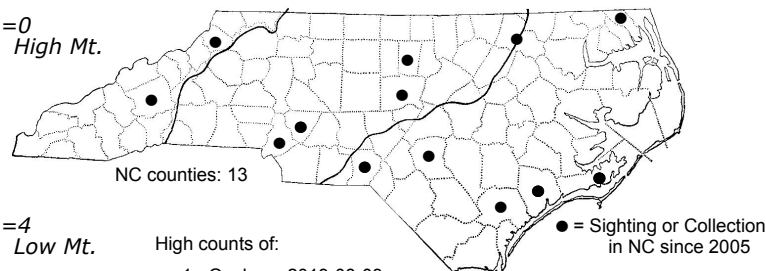 =0
High Mt.
NC counties: 13
=4
Low Mt.
High counts of:
● = Sighting or Collection
in NC since 2005